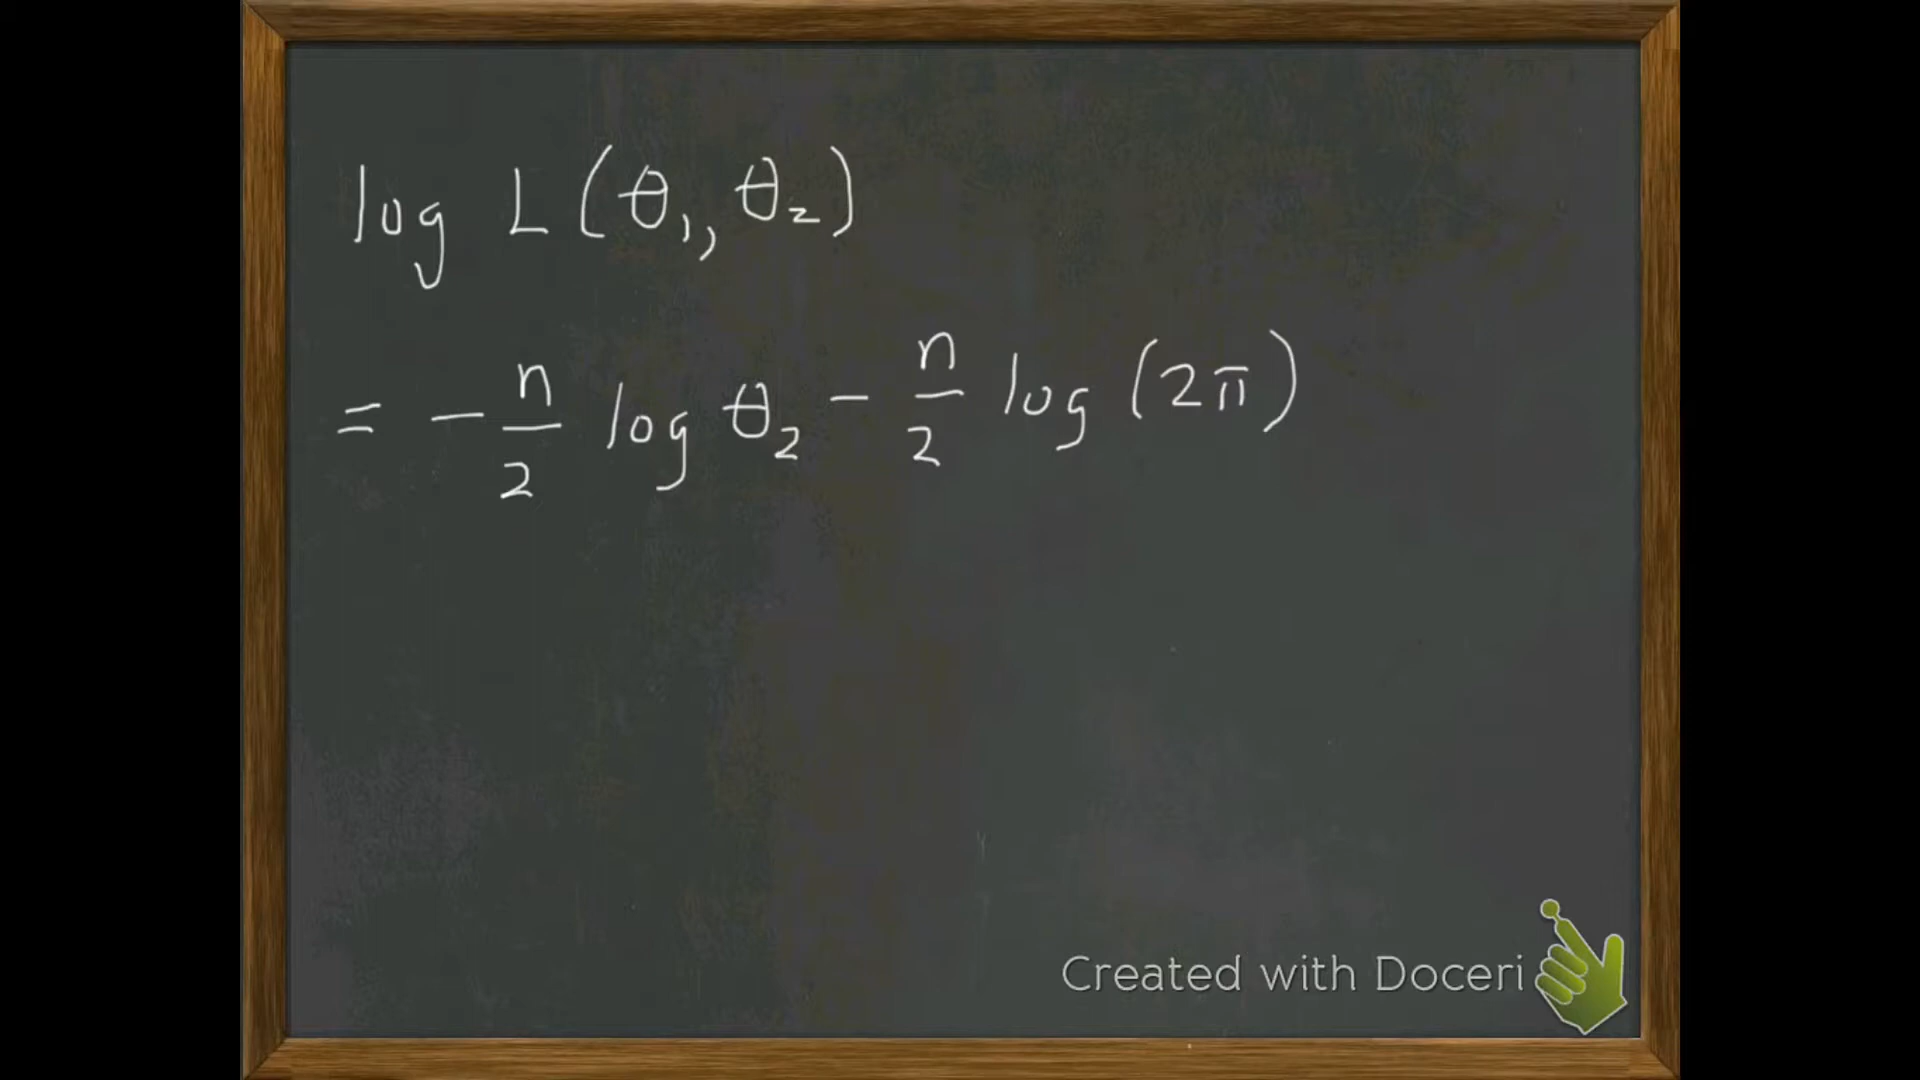 log L(θ₁, θ₂)
= - n/2 log θ₂ - n/2 log (2π)
Created with Doceri